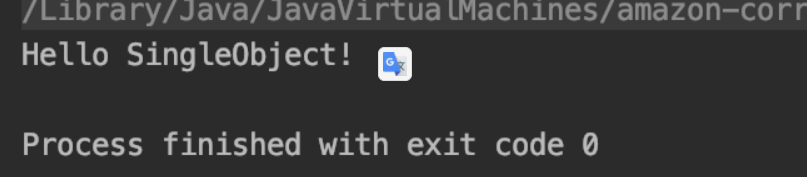 /Library/Java/JavaVirtualMachines/amazon-corr
Hello SingleObject!
Process finished with exit code 0